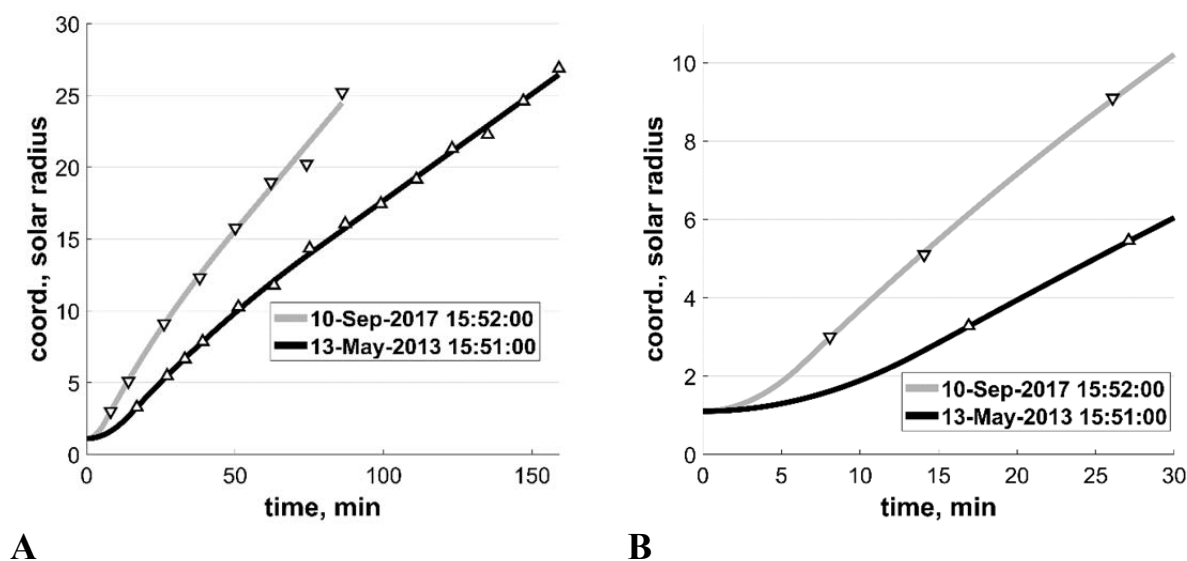 30
25
20
15
10
5
0
coord., solar radius
0 50 100 150
time, min
10-Sep-2017 15:52:00
13-May-2013 15:51:00
A
10
8
6
4
2
0
coord., solar radius
0 5 10 15 20 25 30
time, min
10-Sep-2017 15:52:00
13-May-2013 15:51:00
B